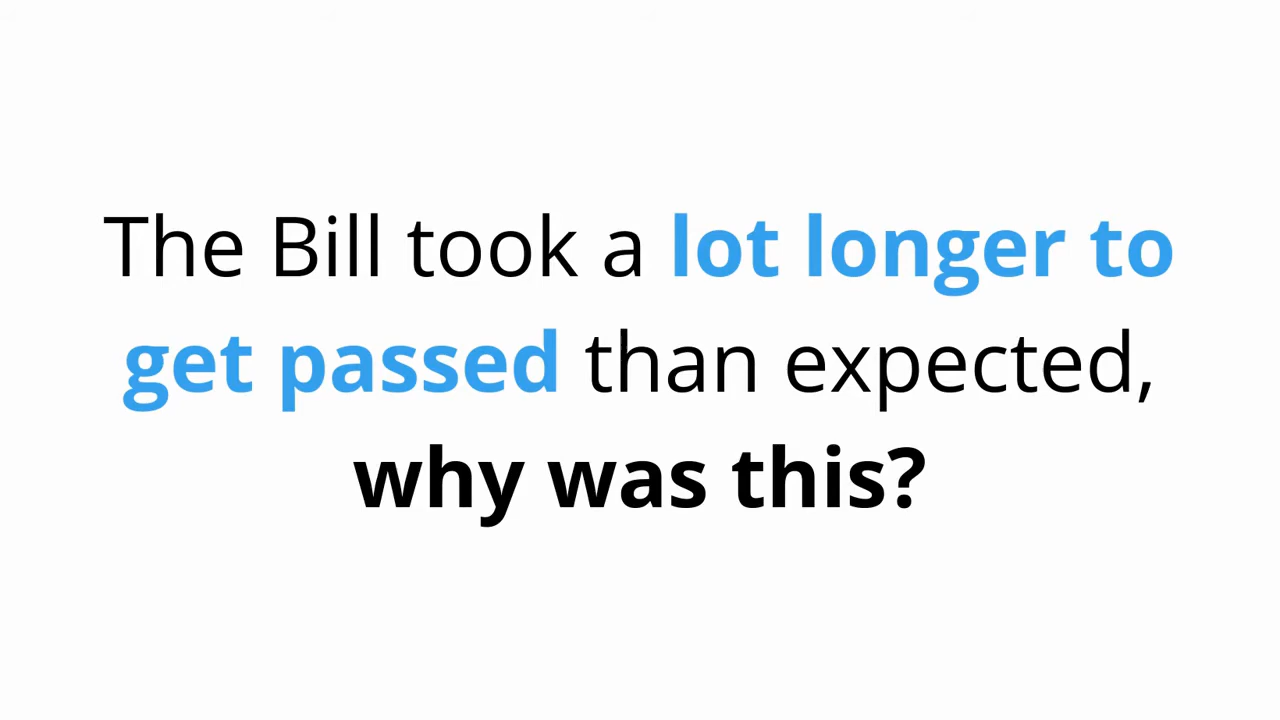 The Bill took a lot longer to
get passed than expected,
why was this?